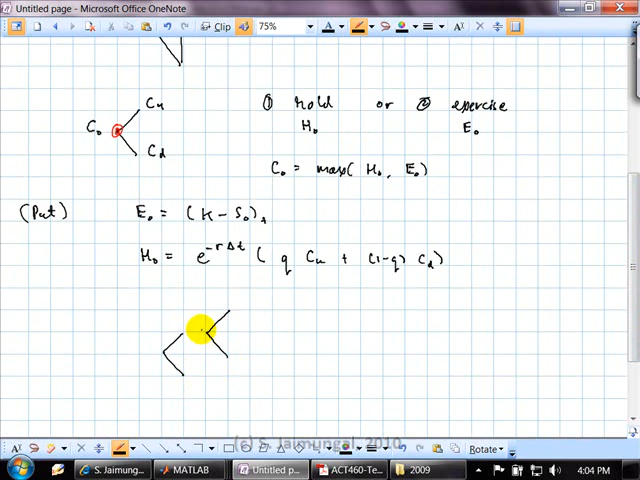 Untitled page - Microsoft Office OneNote
75%
Cu
C₀
Cd
① hold or ② exercise
H₀ E₀
C₀ = max( H₀ , E₀ )
(Put) E₀ = (K - S₀)₊
H₀ = e^{-rΔt} ( q Cu + (1-q) Cd )
(c) S. Jaimungal, 2010
Rotate
S. Jaimung... MATLAB Untitled pa... ACT460-Te... 2009 4:04 PM